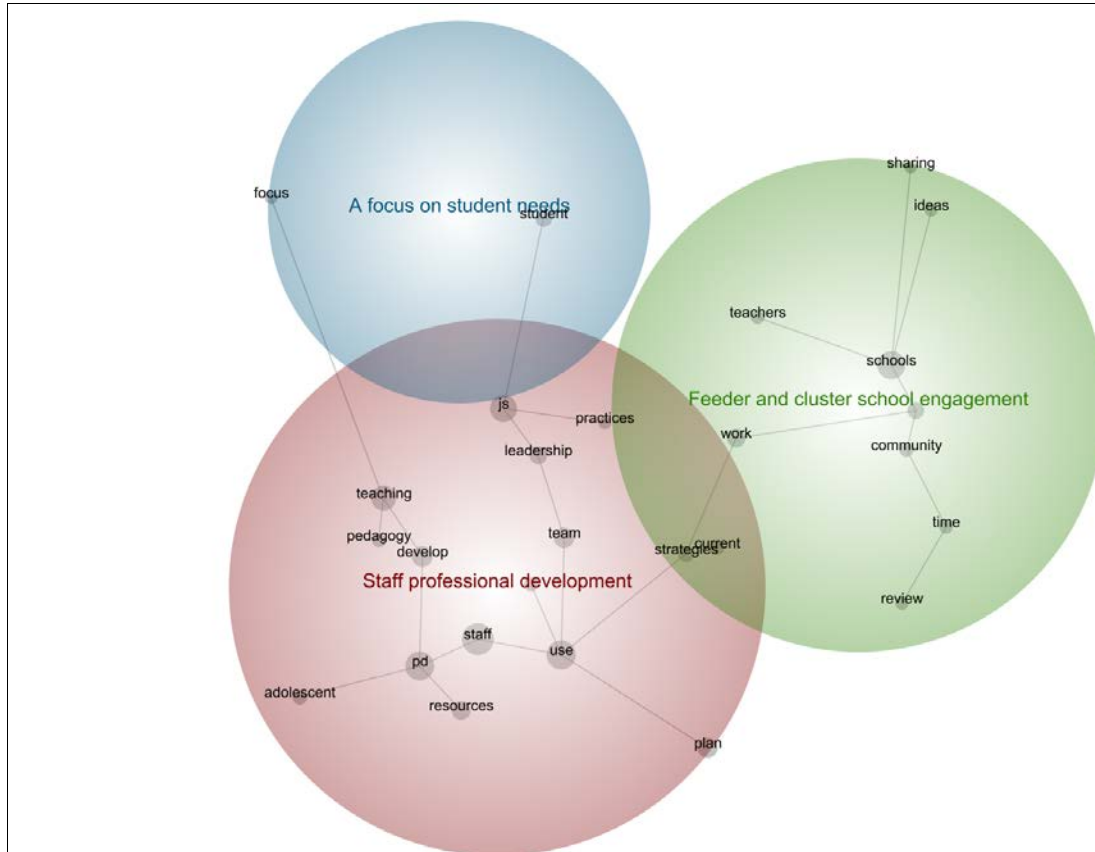 sharing
focus
ideas
A focus on student needs
student
teachers
schools
Feeder and cluster school engagement
js
practices
work
community
leadership
teaching
time
pedagogy
team
develop
strategies
current
Staff professional development
review
staff
use
pd
adolescent
resources
plan